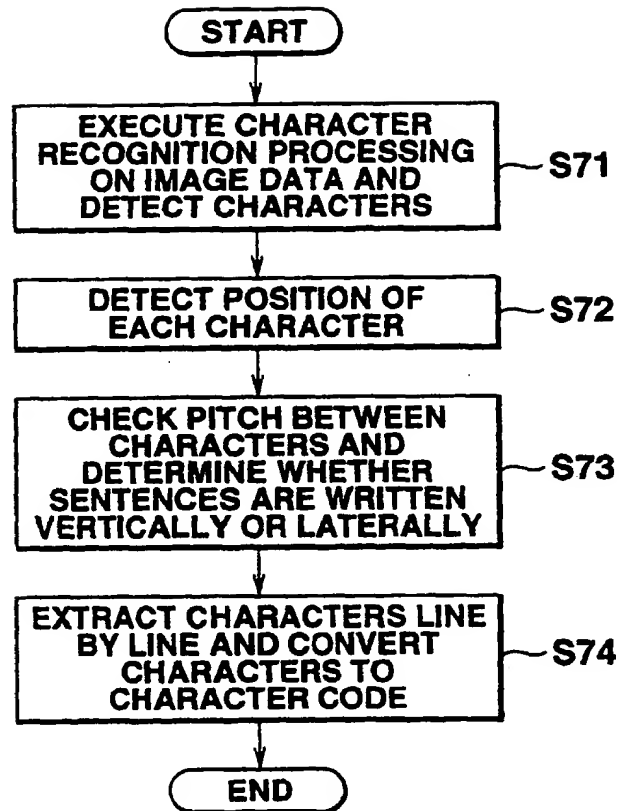 START
EXECUTE CHARACTER
RECOGNITION PROCESSING
ON IMAGE DATA AND
DETECT CHARACTERS
S71
DETECT POSITION OF
EACH CHARACTER
S72
CHECK PITCH BETWEEN
CHARACTERS AND
DETERMINE WHETHER
SENTENCES ARE WRITTEN
VERTICALLY OR LATERALLY
S73
EXTRACT CHARACTERS LINE
BY LINE AND CONVERT
CHARACTERS TO
CHARACTER CODE
S74
END